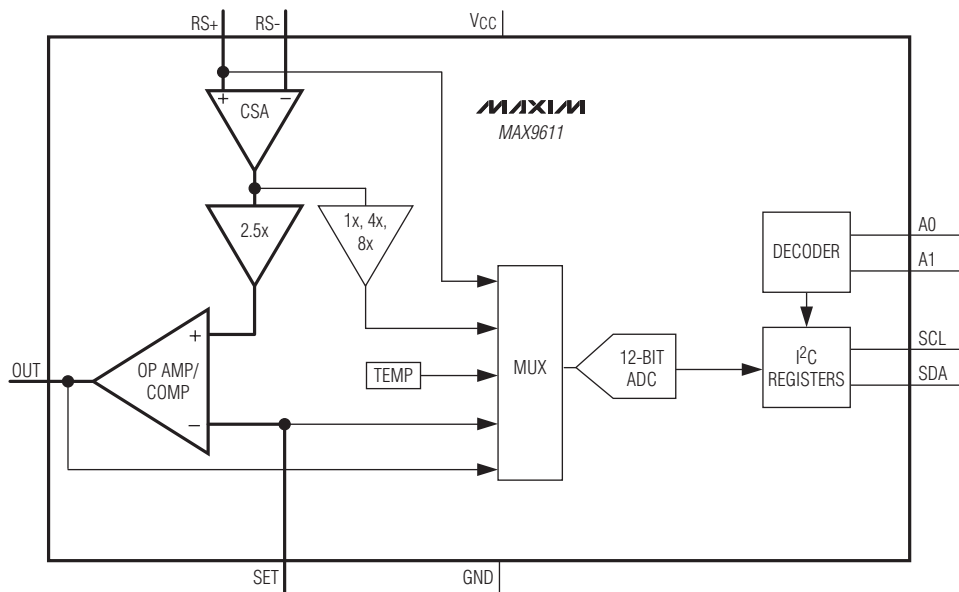 RS+ RS- VCC
+ −
CSA
MAXIM
MAX9611
2.5x
1x, 4x,
8x
DECODER
A0
A1
+
OUT
OP AMP/
COMP
−
TEMP
MUX
12-BIT
ADC
I²C
REGISTERS
SCL
SDA
SET
GND